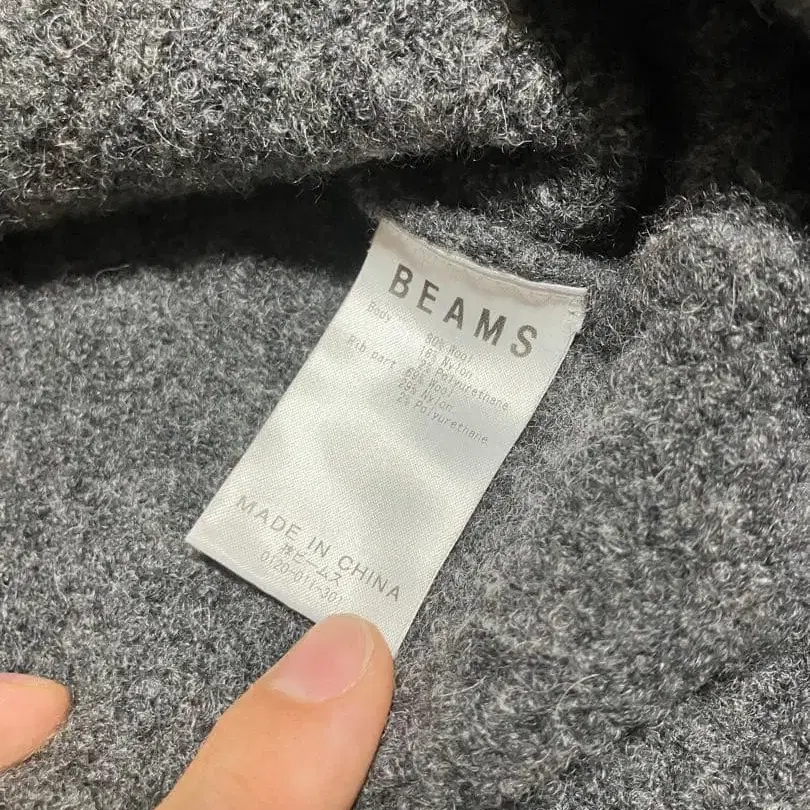 BEAMS
Body 80% Wool
18% Nylon
2% Polyurethane
Rib part Wool
29% Nylon
2% Polyurethane
MADE IN CHINA
㈱ビームス
0120-011-301